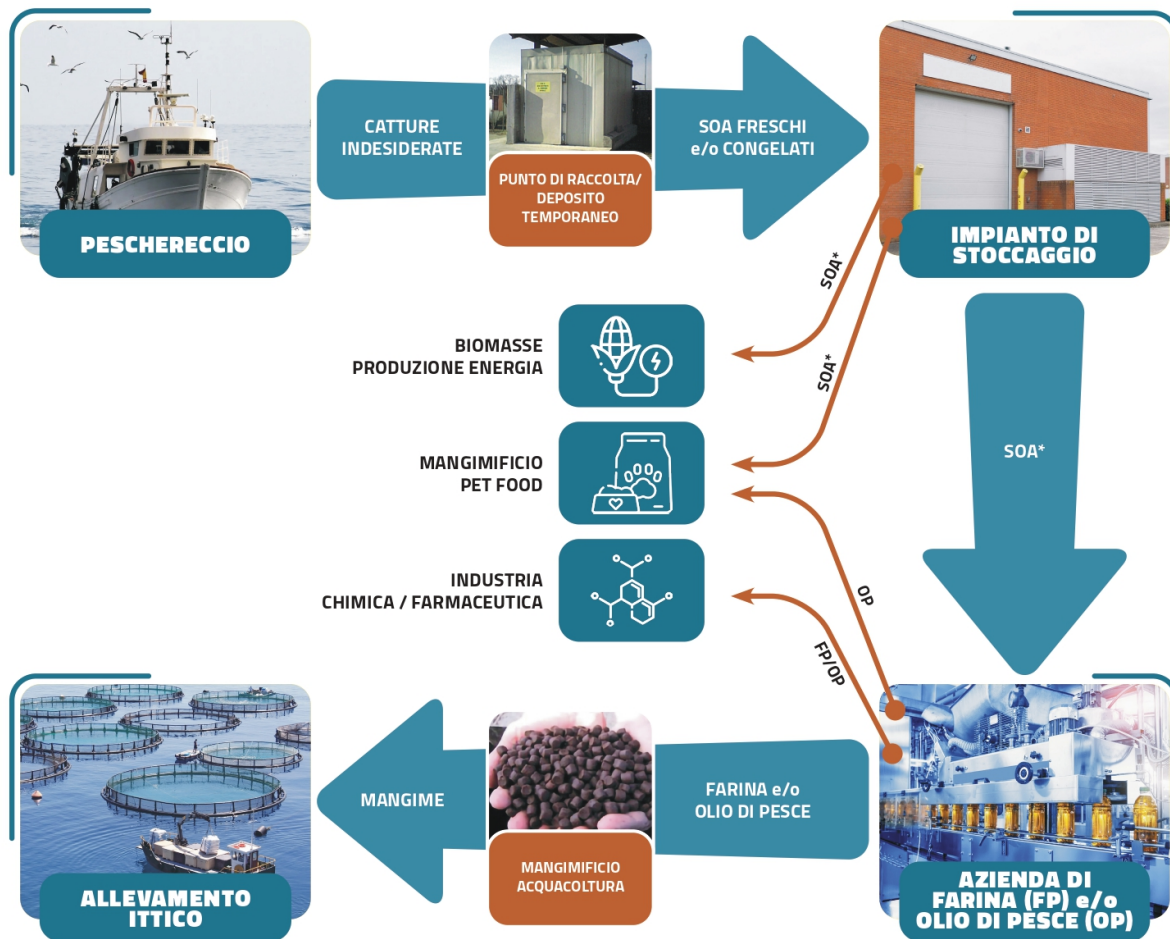 CATTURE
INDESIDERATE
PUNTO DI RACCOLTA/
DEPOSITO
TEMPORANEO
SOA FRESCHI
e/o CONGELATI
PESCHERECCIO
IMPIANTO DI
STOCCAGGIO
SOA*
SOA*
SOA*
BIOMASSE
PRODUZIONE ENERGIA
MANGIMIFICIO
PET FOOD
INDUSTRIA
CHIMICA / FARMACEUTICA
OP
FP/OP
AZIENDA DI
FARINA (FP) e/o
OLIO DI PESCE (OP)
FARINA e/o
OLIO DI PESCE
MANGIMIFICIO
ACQUACOLTURA
MANGIME
ALLEVAMENTO
ITTICO